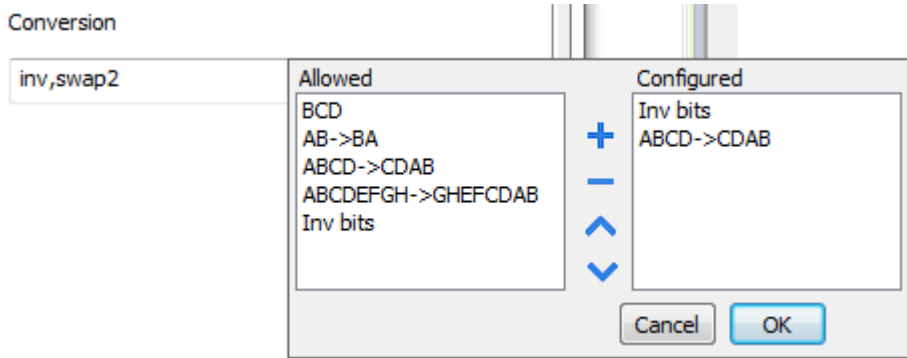 Conversion
inv,swap2
Allowed
BCD
AB->BA
ABCD->CDAB
ABCDEFGH->GHEFCDAB
Inv bits
Configured
Inv bits
ABCD->CDAB
Cancel
OK